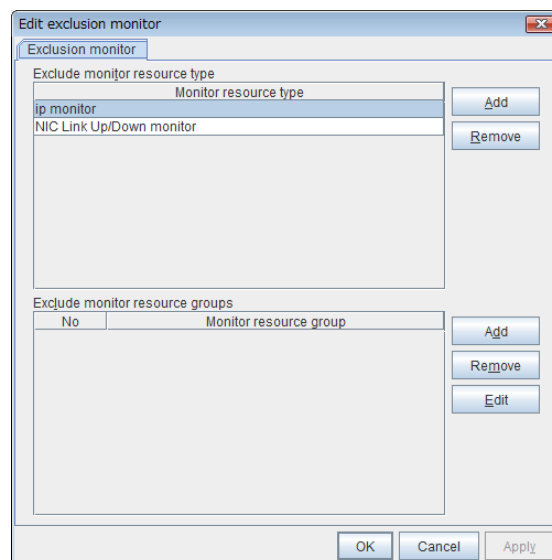 Edit exclusion monitor
Exclusion monitor
Exclude monitor resource type
Monitor resource type
ip monitor
NIC Link Up/Down monitor
Add
Remove
Exclude monitor resource groups
No Monitor resource group
Add
Remove
Edit
OK Cancel Apply